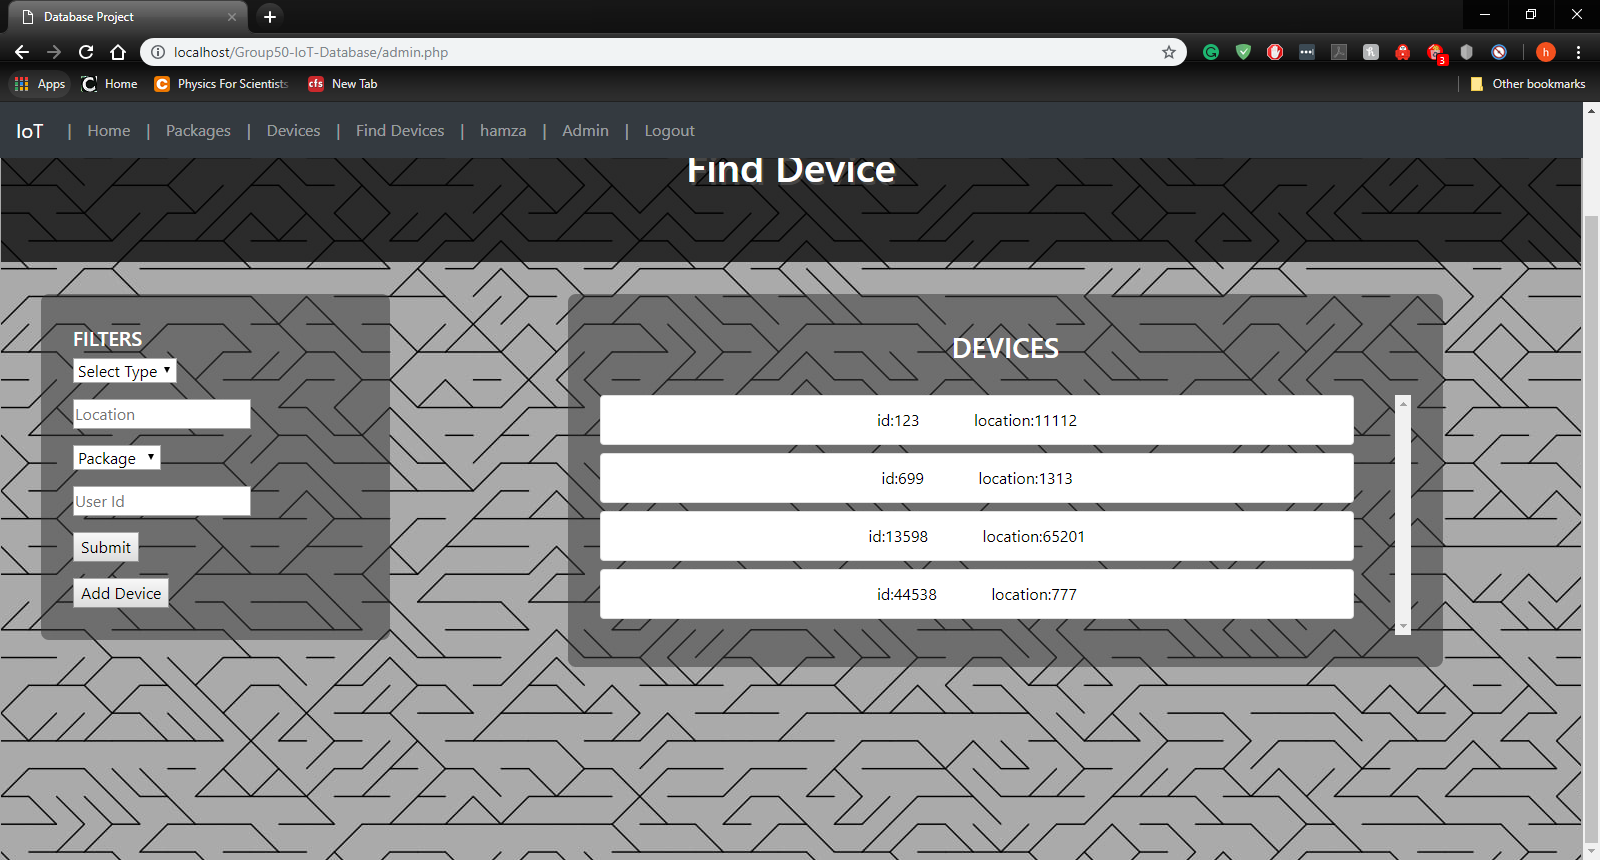 Database Project
localhost/Group50-IoT-Database/admin.php
3
h
Apps
Home
C
Physics For Scientists
cfs
New Tab
Other bookmarks
IoT | Home | Packages | Devices | Find Devices | hamza | Admin | Logout
Find Device
FILTERS
Select Type
Location
Package
User Id
Submit
Add Device
DEVICES
id:123 location:11112
id:699 location:1313
id:13598 location:65201
id:44538 location:777